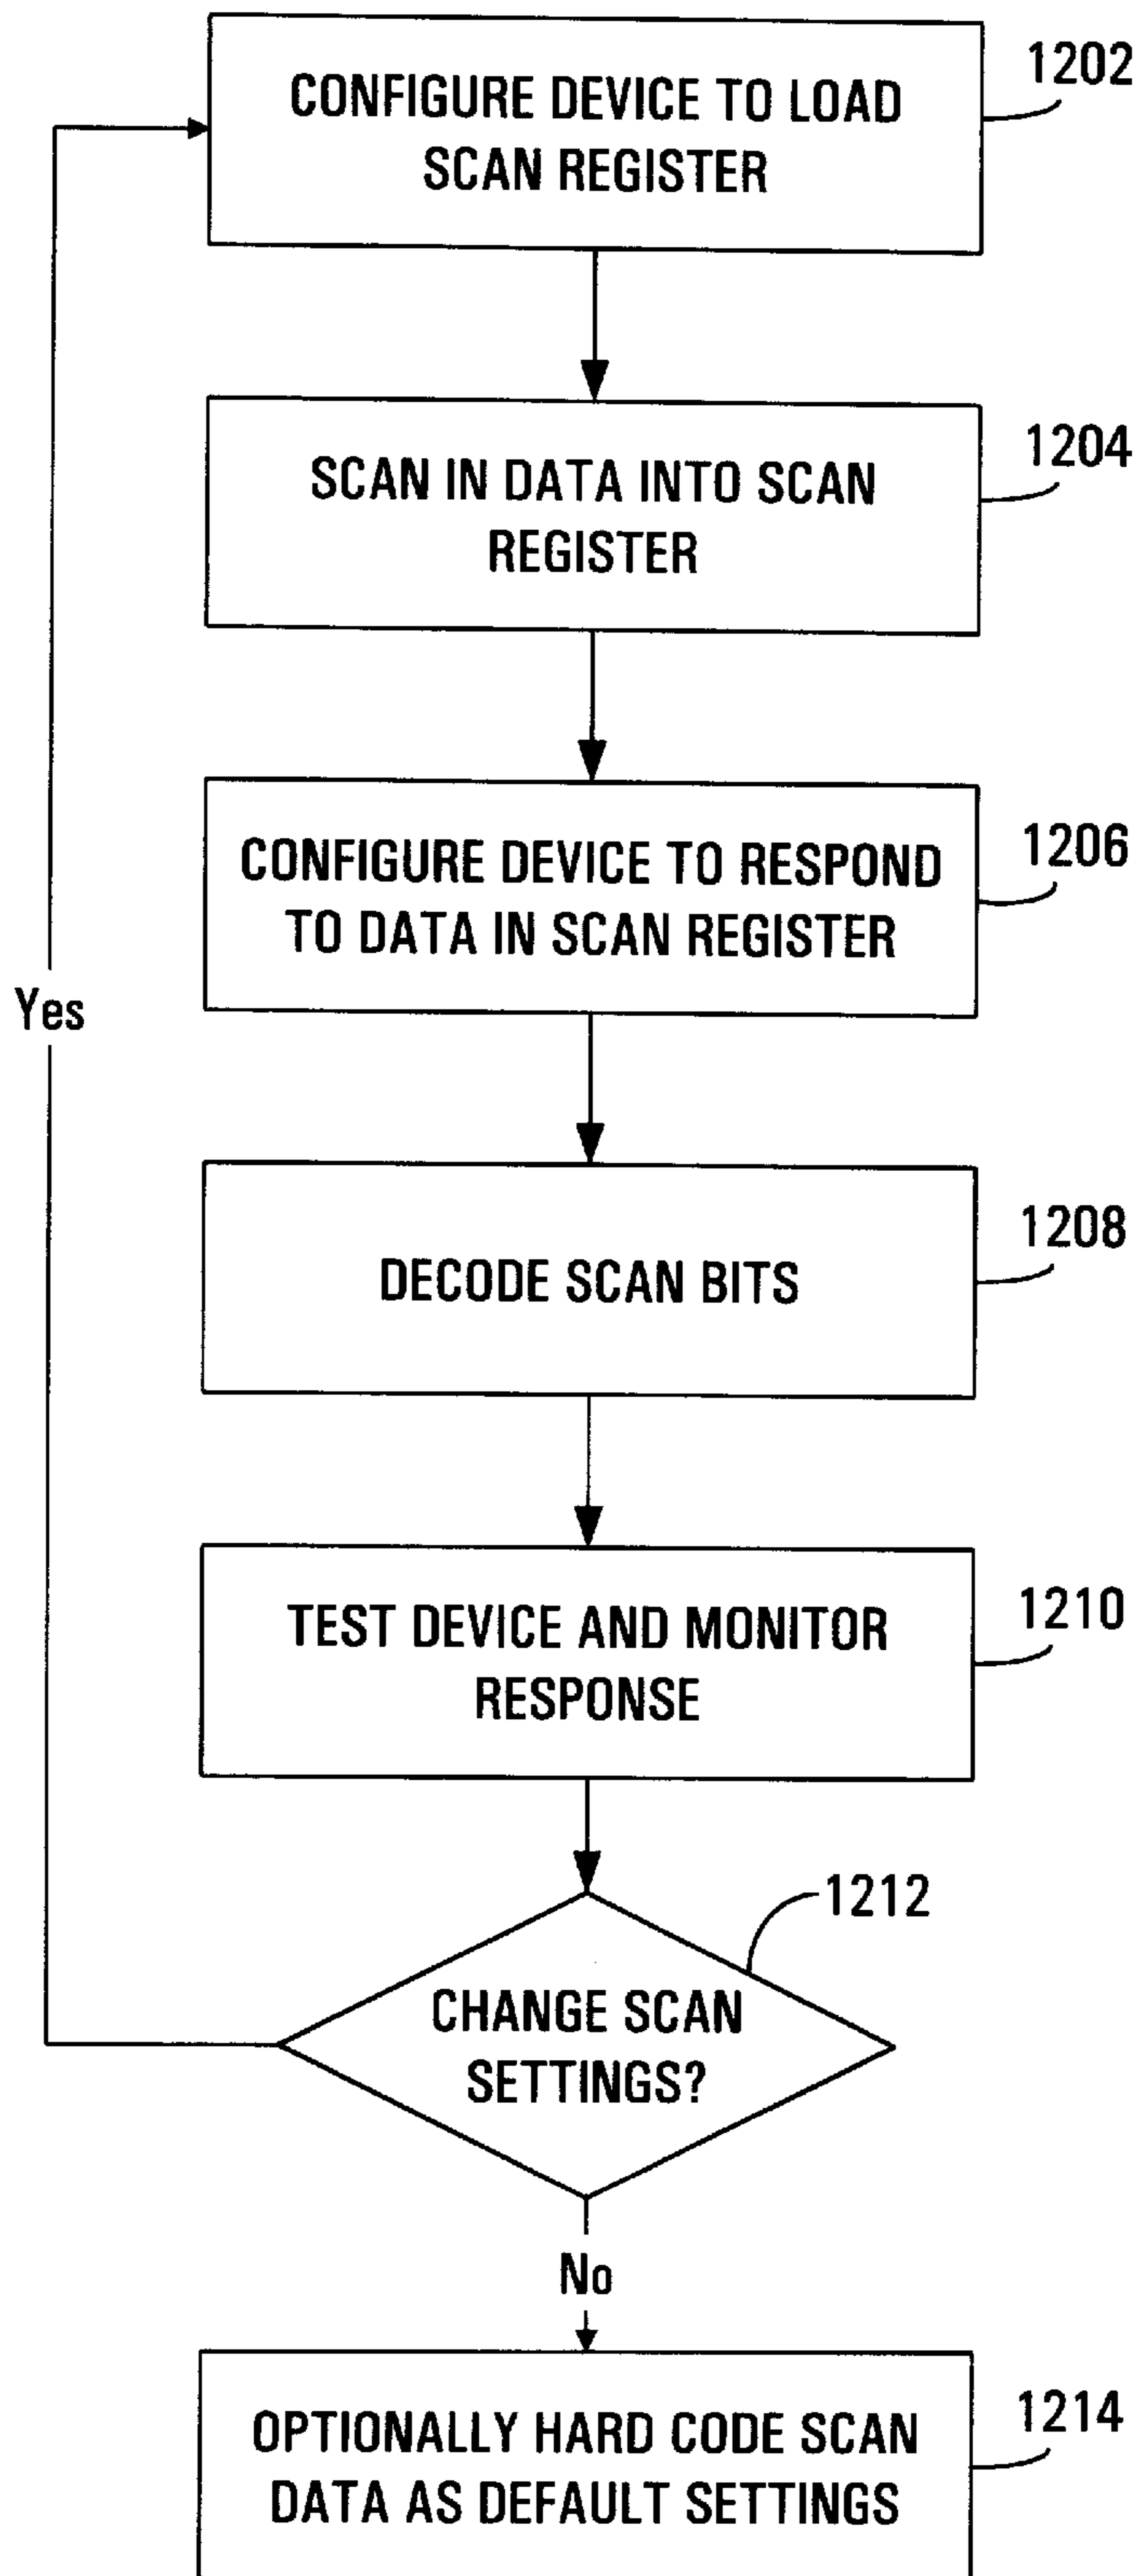 1202
CONFIGURE DEVICE TO LOAD
SCAN REGISTER
1204
SCAN IN DATA INTO SCAN
REGISTER
1206
CONFIGURE DEVICE TO RESPOND
TO DATA IN SCAN REGISTER
Yes
1208
DECODE SCAN BITS
1210
TEST DEVICE AND MONITOR
RESPONSE
1212
CHANGE SCAN
SETTINGS?
No
1214
OPTIONALLY HARD CODE SCAN
DATA AS DEFAULT SETTINGS